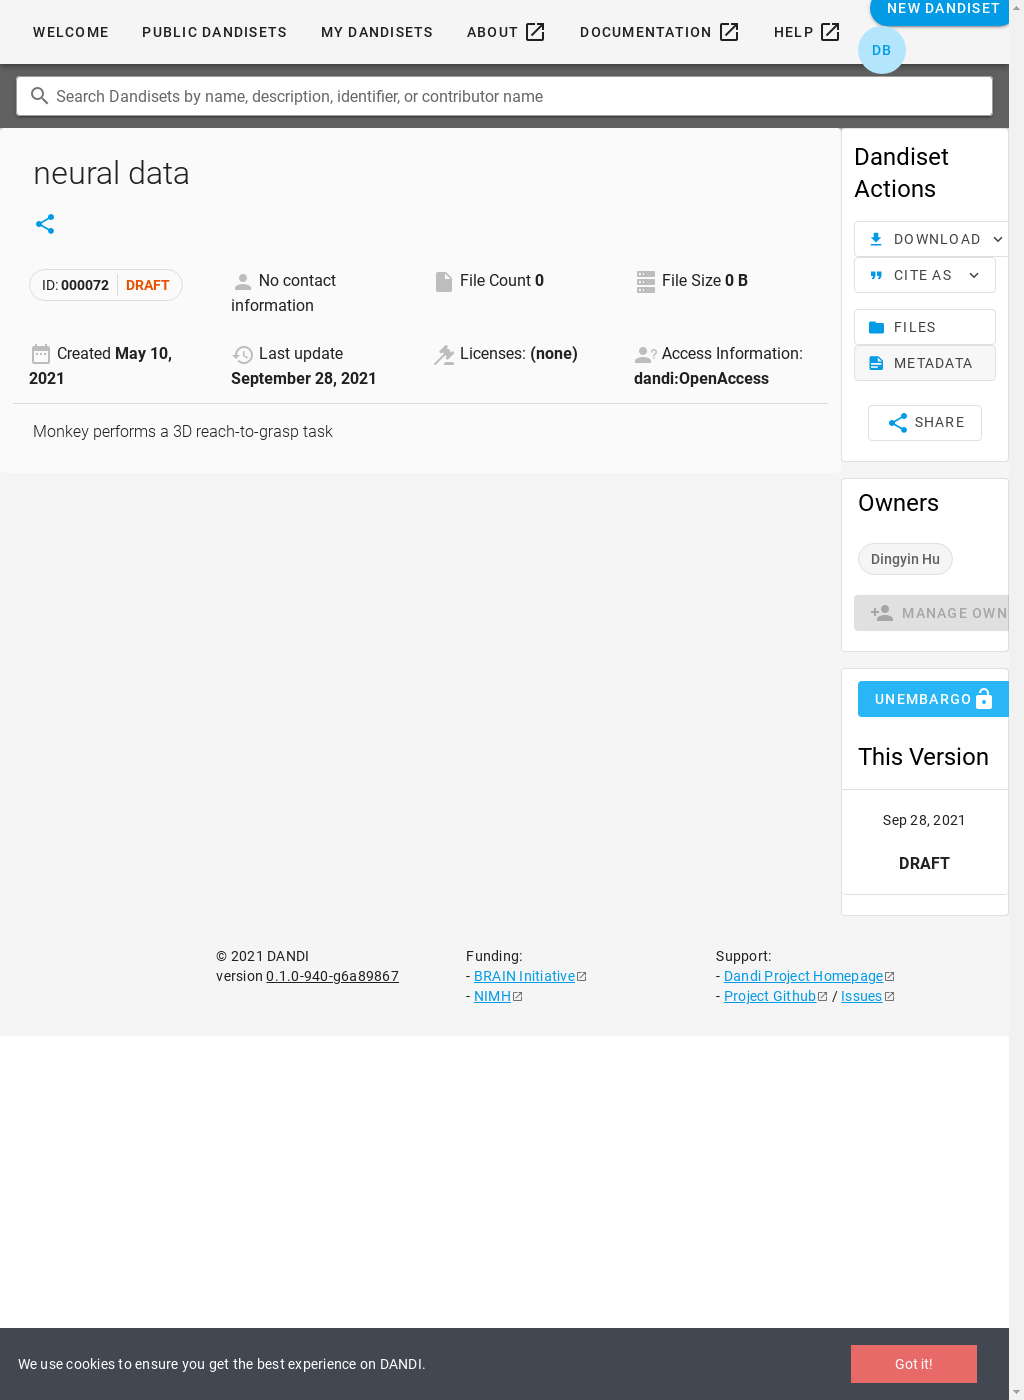 WELCOME PUBLIC DANDISETS MY DANDISETS ABOUT DOCUMENTATION HELP NEW DANDISET
DB
Search Dandisets by name, description, identifier, or contributor name
neural data
ID: 000072 DRAFT
No contact
information
File Count 0
File Size 0 B
Created May 10,
2021
Last update
September 28, 2021
Licenses: (none)
Access Information:
dandi:OpenAccess
Monkey performs a 3D reach-to-grasp task
Dandiset
Actions
DOWNLOAD
CITE AS
FILES
METADATA
SHARE
Owners
Dingyin Hu
MANAGE OWN
UNEMBARGO
This Version
Sep 28, 2021
DRAFT
© 2021 DANDI
version 0.1.0-940-g6a89867
Funding:
- BRAIN Initiative
- NIMH
Support:
- Dandi Project Homepage
- Project Github / Issues
We use cookies to ensure you get the best experience on DANDI.
Got it!